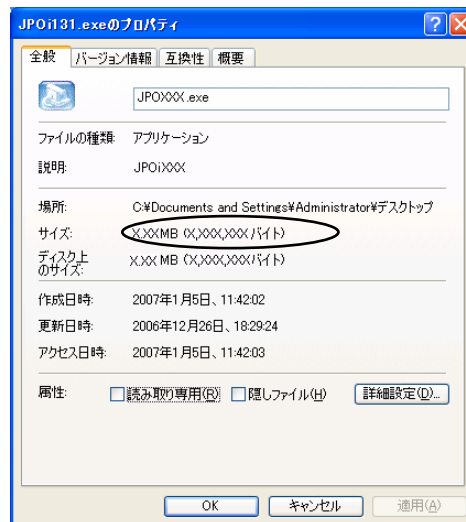 JPOi131.exeのプロパティ
全般 バージョン情報 互換性 概要
JPOXXX.exe
ファイルの種類: アプリケーション
説明: JPOiXXX
場所: C:¥Documents and Settings¥Administrator¥デスクトップ
サイズ: X.XXMB (X,XXX,XXXバイト)
ディスク上
のサイズ: X.XX MB (X,XXX,XXXバイト)
作成日時: 2007年1月5日、11:42:02
更新日時: 2006年12月26日、18:29:24
アクセス日時: 2007年1月5日、11:42:03
属性: 読み取り専用(R) 隠しファイル(H) 詳細設定(D)...
OK キャンセル 適用(A)